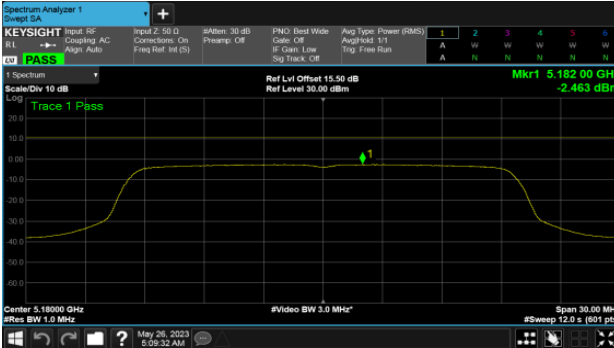 Spectrum Analyzer 1
Swept SA
KEYSIGHT Input: RF Input Z: 50 Ω #Atten: 30 dB PNO: Best Wide Avg Type: Power (RMS) 1 2 3 4 5 6
RL Coupling: AC Corrections: On Preamp: Off Gate: Off Avg|Hold: 1/1 A W W W W W
Align: Auto Freq Ref: Int (S) IF Gain: Low Trig: Free Run
LXI PASS Sig Track: Off A N N N N N
1 Spectrum Mkr1 5.182 00 GH
Ref Lvl Offset 15.50 dB
Scale/Div 10 dB Ref Level 30.00 dBm -2.463 dBr
Log Trace 1 Pass
20.0
10.0
0.00 1
-10.0
-20.0
-30.0
-40.0
-50.0
-60.0
Center 5.18000 GHz #Video BW 3.0 MHz* Span 30.00 MH
#Res BW 1.0 MHz #Sweep 12.0 s (601 pts
? May 26, 2023
5:09:32 AM